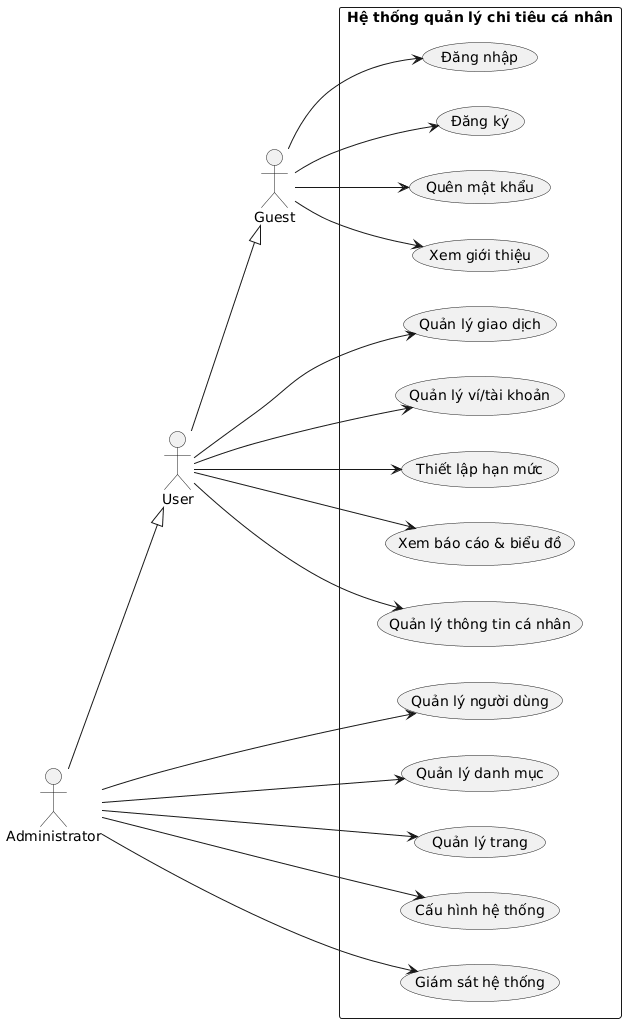 Hệ thống quản lý chi tiêu cá nhân
Đăng nhập
Đăng ký
Quên mật khẩu
Guest
Xem giới thiệu
Quản lý giao dịch
Quản lý ví/tài khoản
Thiết lập hạn mức
User
Xem báo cáo & biểu đồ
Quản lý thông tin cá nhân
Quản lý người dùng
Quản lý danh mục
Administrator
Quản lý trang
Cấu hình hệ thống
Giám sát hệ thống